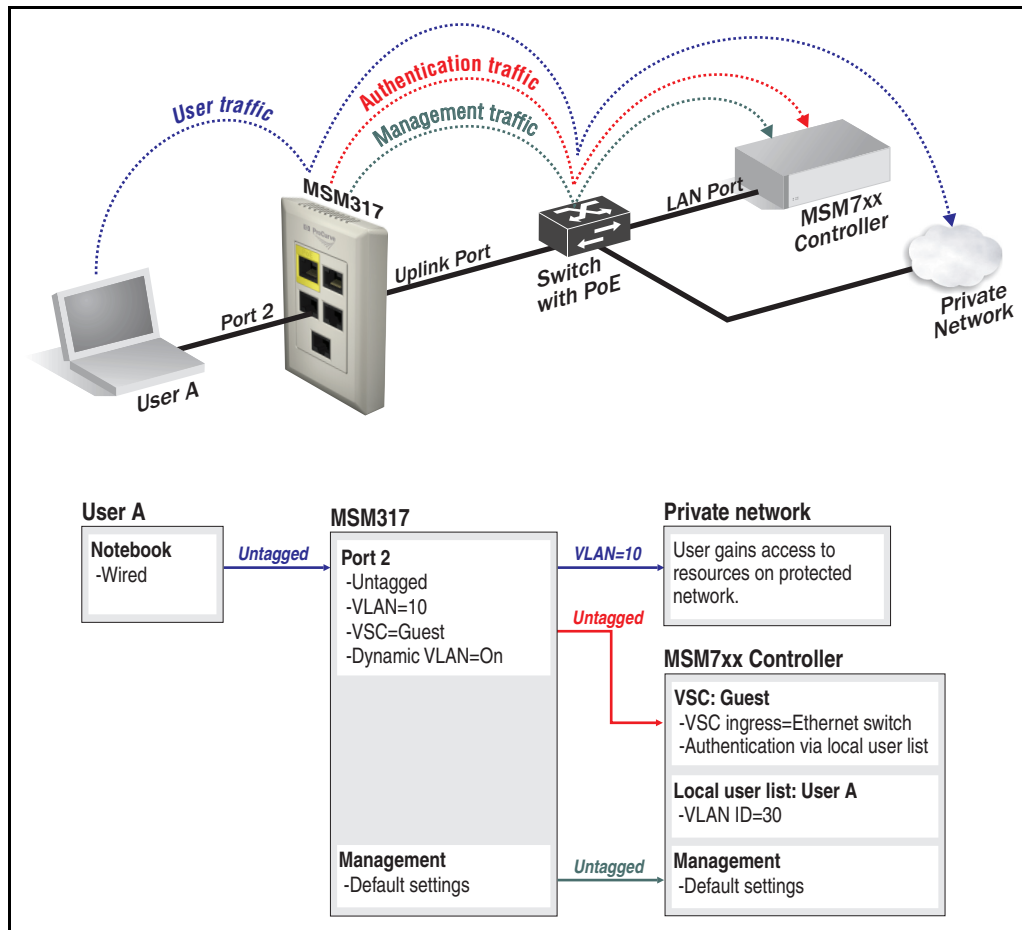 User traffic
Authentication traffic
Management traffic
MSM317
LAN Port
MSM7xx
Controller
Uplink Port
Switch
with PoE
Private
Network
Port 2
User A
User A
Notebook
-Wired
Untagged
MSM317
Port 2
-Untagged
-VLAN=10
-VSC=Guest
-Dynamic VLAN=On
Management
-Default settings
VLAN=10
Untagged
Untagged
Private network
User gains access to
resources on protected
network.
MSM7xx Controller
VSC: Guest
-VSC ingress=Ethernet switch
-Authentication via local user list
Local user list: User A
-VLAN ID=30
Management
-Default settings